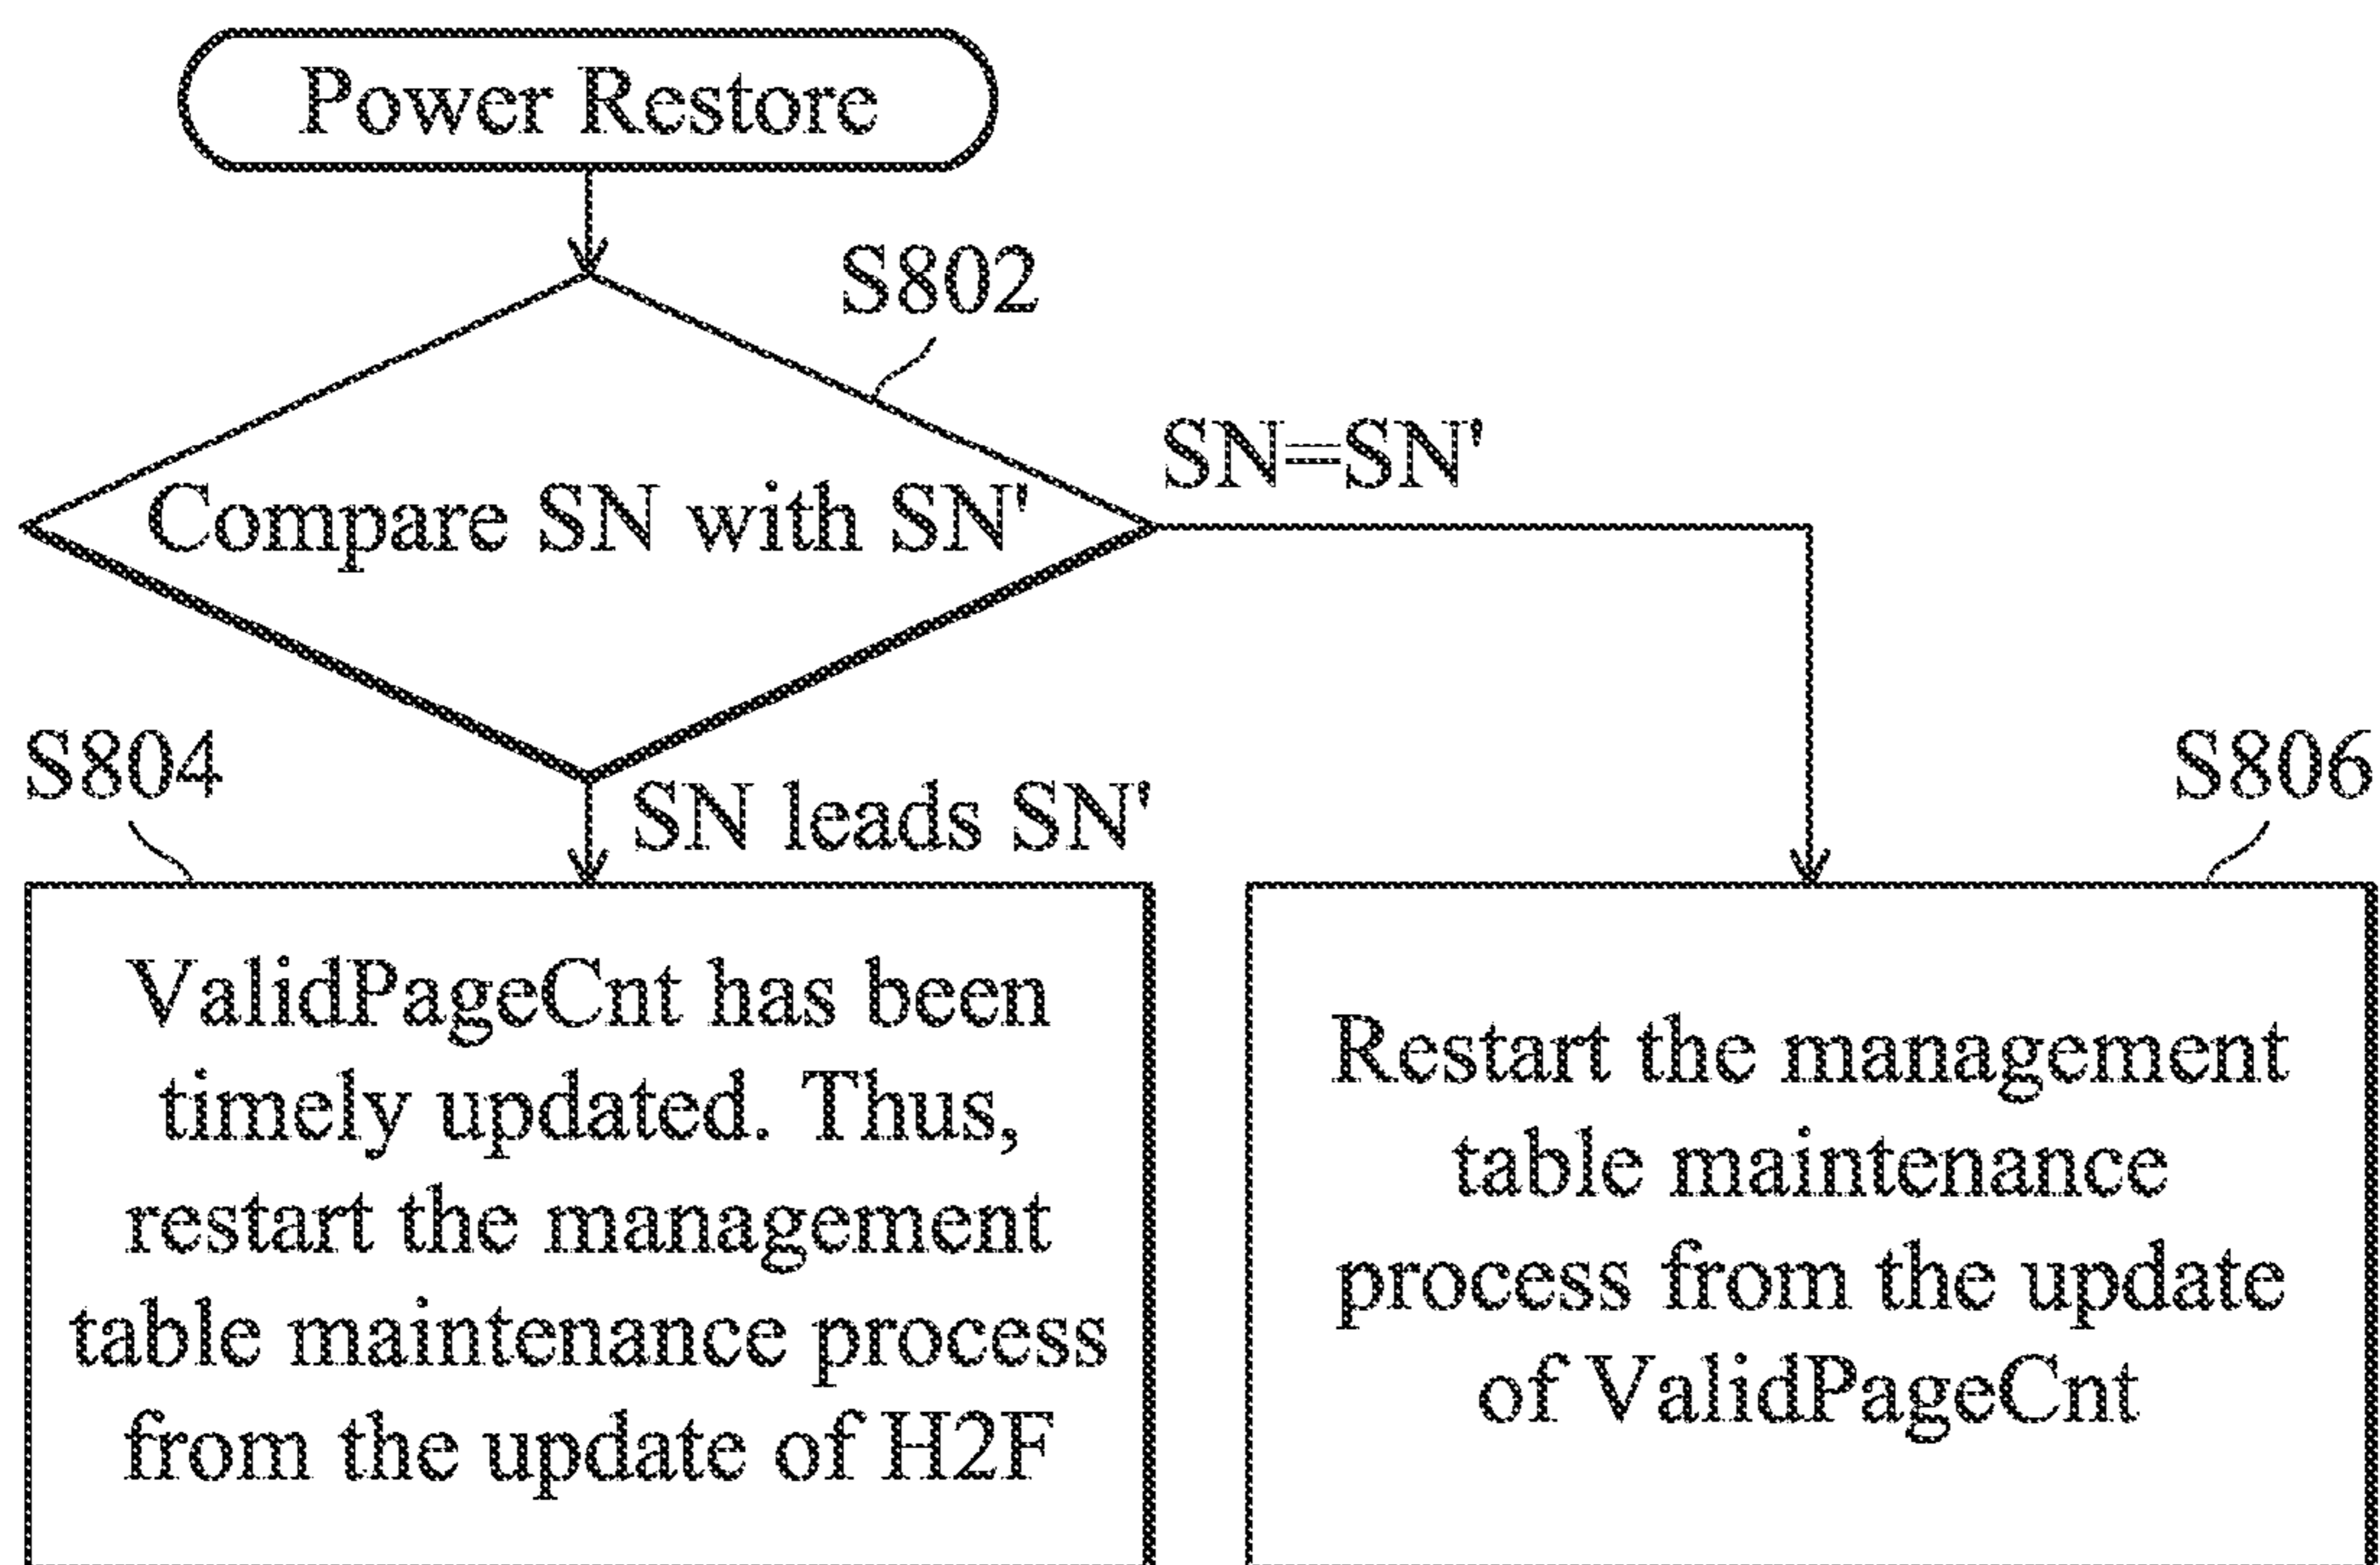 Power Restore
S802
SN=SN'
Compare SN with SN'
S804
SN leads SN'
S806
ValidPageCnt has been
timely updated. Thus,
restart the management
table maintenance process
from the update of H2F
Restart the management
table maintenance
process from the update
of ValidPageCnt